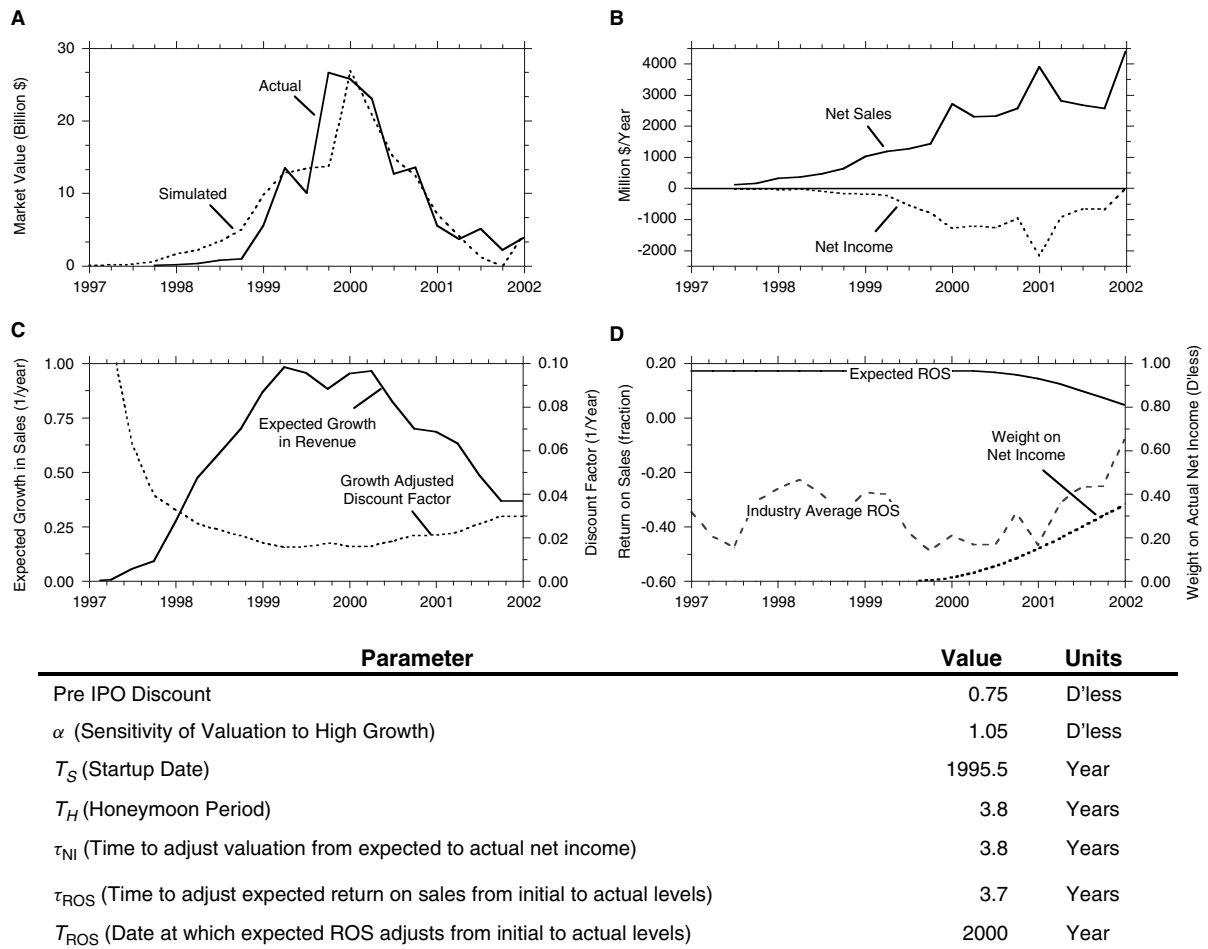 A
Market Value (Billion $)
30
20
10
0
Actual
Simulated
1997 1998 1999 2000 2001 2002
B
Million $/Year
4000
3000
2000
1000
0
-1000
-2000
Net Sales
Net Income
1997 1998 1999 2000 2001 2002
C
Expected Growth in Sales (1/year)
1.00
0.75
0.50
0.25
0.00
Expected Growth
in Revenue
Growth Adjusted
Discount Factor
0.10
0.08
0.06
0.04
0.02
0.00
Discount Factor (1/Year)
1997 1998 1999 2000 2001 2002
D
Return on Sales (fraction)
0.20
0.00
-0.20
-0.40
-0.60
Expected ROS
Weight on
Net Income
Industry Average ROS
1.00
0.80
0.60
0.40
0.20
0.00
Weight on Actual Net Income (D'less)
1997 1998 1999 2000 2001 2002
Parameter Value Units
Pre IPO Discount 0.75 D'less
α (Sensitivity of Valuation to High Growth) 1.05 D'less
T_S (Startup Date) 1995.5 Year
T_H (Honeymoon Period) 3.8 Years
τ_NI (Time to adjust valuation from expected to actual net income) 3.8 Years
τ_ROS (Time to adjust expected return on sales from initial to actual levels) 3.7 Years
T_ROS (Date at which expected ROS adjusts from initial to actual levels) 2000 Year